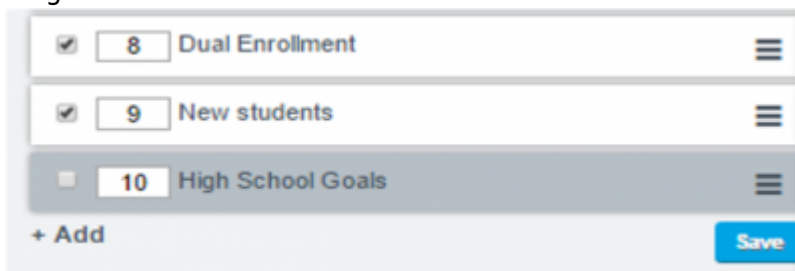 8 Dual Enrollment
9 New students
10 High School Goals
+ Add
Save